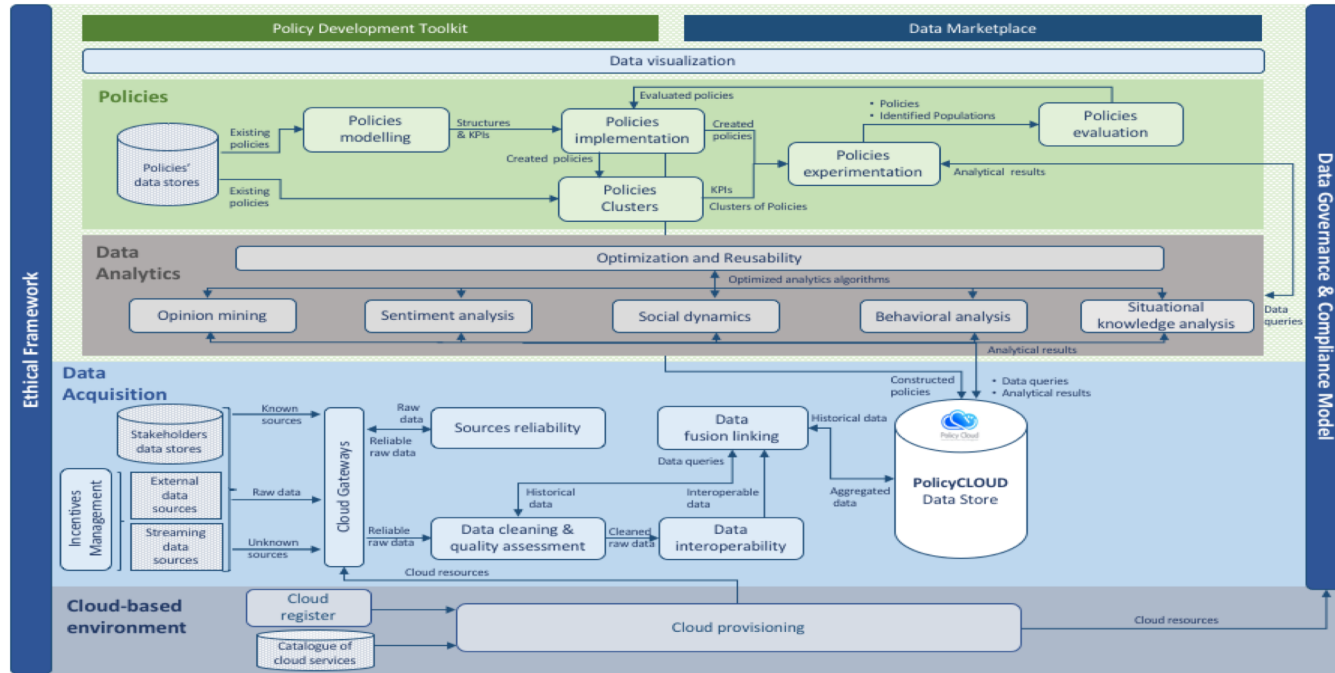 Policy Development Toolkit
Data Marketplace
Data visualization
Ethical Framework
Data Governance & Compliance Model
Policies
Evaluated policies
• Policies
• Identified Populations
Policies
evaluation
Policies'
data stores
Existing
policies
Policies
modelling
Structures
& KPIs
Policies
implementation
Created
policies
Created policies
Policies
experimentation
Analytical results
Existing
policies
Policies
Clusters
KPIs
Clusters of Policies
Data
Analytics
Optimization and Reusability
Optimized analytics algorithms
Opinion mining
Sentiment analysis
Social dynamics
Behavioral analysis
Situational
knowledge analysis
Data
queries
Analytical results
Data
Acquisition
Constructed
policies
• Data queries
• Analytical results
Stakeholders
data stores
Known
sources
Raw
data
Reliable
raw data
Sources reliability
Data
fusion linking
Historical data
Policy Cloud
PolicyCLOUD
Data Store
Incentives
Management
External
data
sources
Raw data
Cloud Gateways
Data queries
Historical
data
Interoperable
data
Aggregated
data
Streaming
data
sources
Unknown
sources
Reliable
raw data
Data cleaning &
quality assessment
Cleaned
raw data
Data
interoperability
Cloud resources
Cloud-based
environment
Cloud
register
Catalogue of
cloud services
Cloud provisioning
Cloud resources